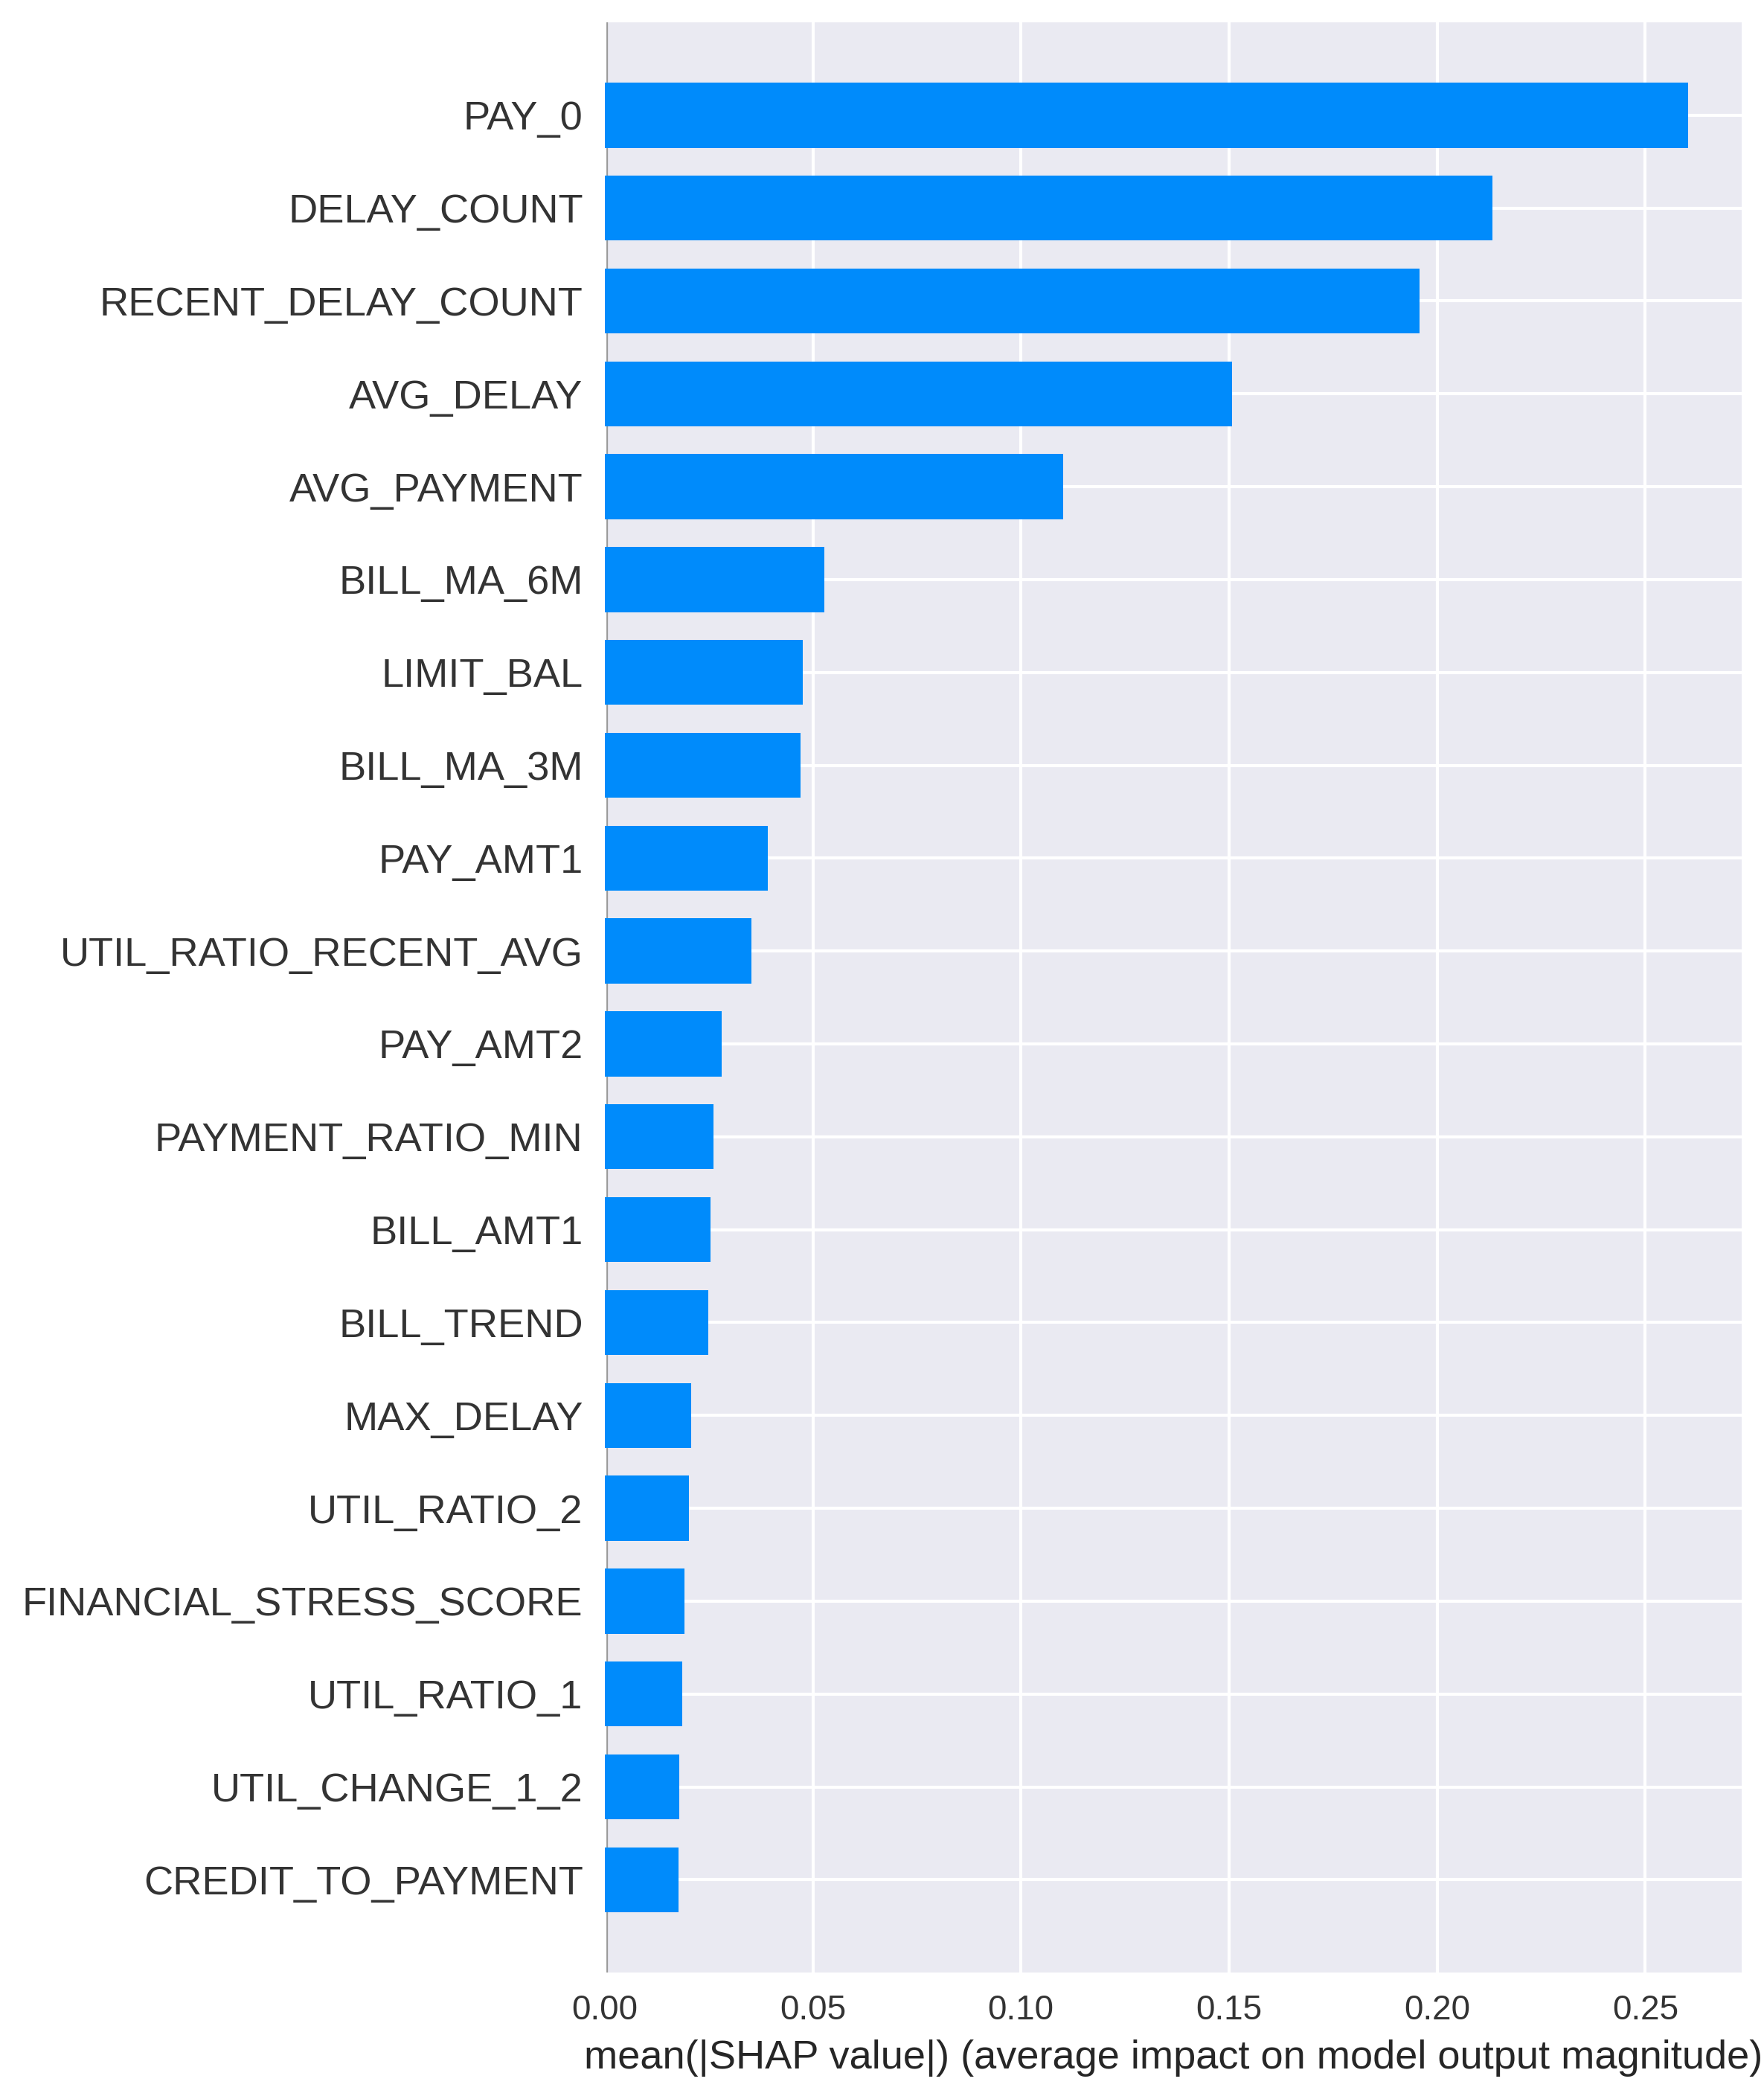 PAY_0
DELAY_COUNT
RECENT_DELAY_COUNT
AVG_DELAY
AVG_PAYMENT
BILL_MA_6M
LIMIT_BAL
BILL_MA_3M
PAY_AMT1
UTIL_RATIO_RECENT_AVG
PAY_AMT2
PAYMENT_RATIO_MIN
BILL_AMT1
BILL_TREND
MAX_DELAY
UTIL_RATIO_2
FINANCIAL_STRESS_SCORE
UTIL_RATIO_1
UTIL_CHANGE_1_2
CREDIT_TO_PAYMENT
0.00 0.05 0.10 0.15 0.20 0.25
mean(|SHAP value|) (average impact on model output magnitude)